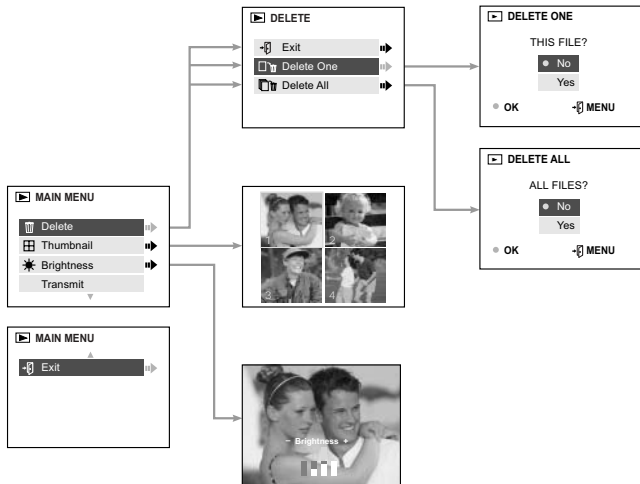 DELETE
Exit
Delete One
Delete All
DELETE ONE
THIS FILE?
No
Yes
OK MENU
DELETE ALL
ALL FILES?
No
Yes
OK MENU
MAIN MENU
Delete
Thumbnail
Brightness
Transmit
1 2
3 4
MAIN MENU
Exit
− Brightness +